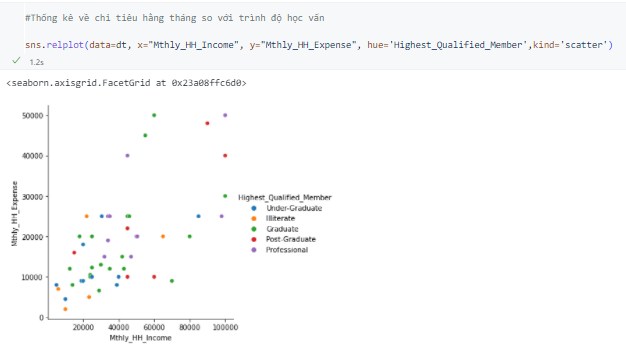 #Thống kê về chi tiêu hằng tháng so với trình độ học vấn
sns.relplot(data=dt, x="Mthly_HH_Income", y="Mthly_HH_Expense", hue='Highest_Qualified_Member',kind='scatter')
1.2s
<seaborn.axisgrid.FacetGrid at 0x23a08ffc6d0>
50000
40000
30000
20000
10000
0
Mthly_HH_Expense
20000 40000 60000 80000 100000
Mthly_HH_Income
Highest_Qualified_Member
Under-Graduate
Illiterate
Graduate
Post-Graduate
Professional